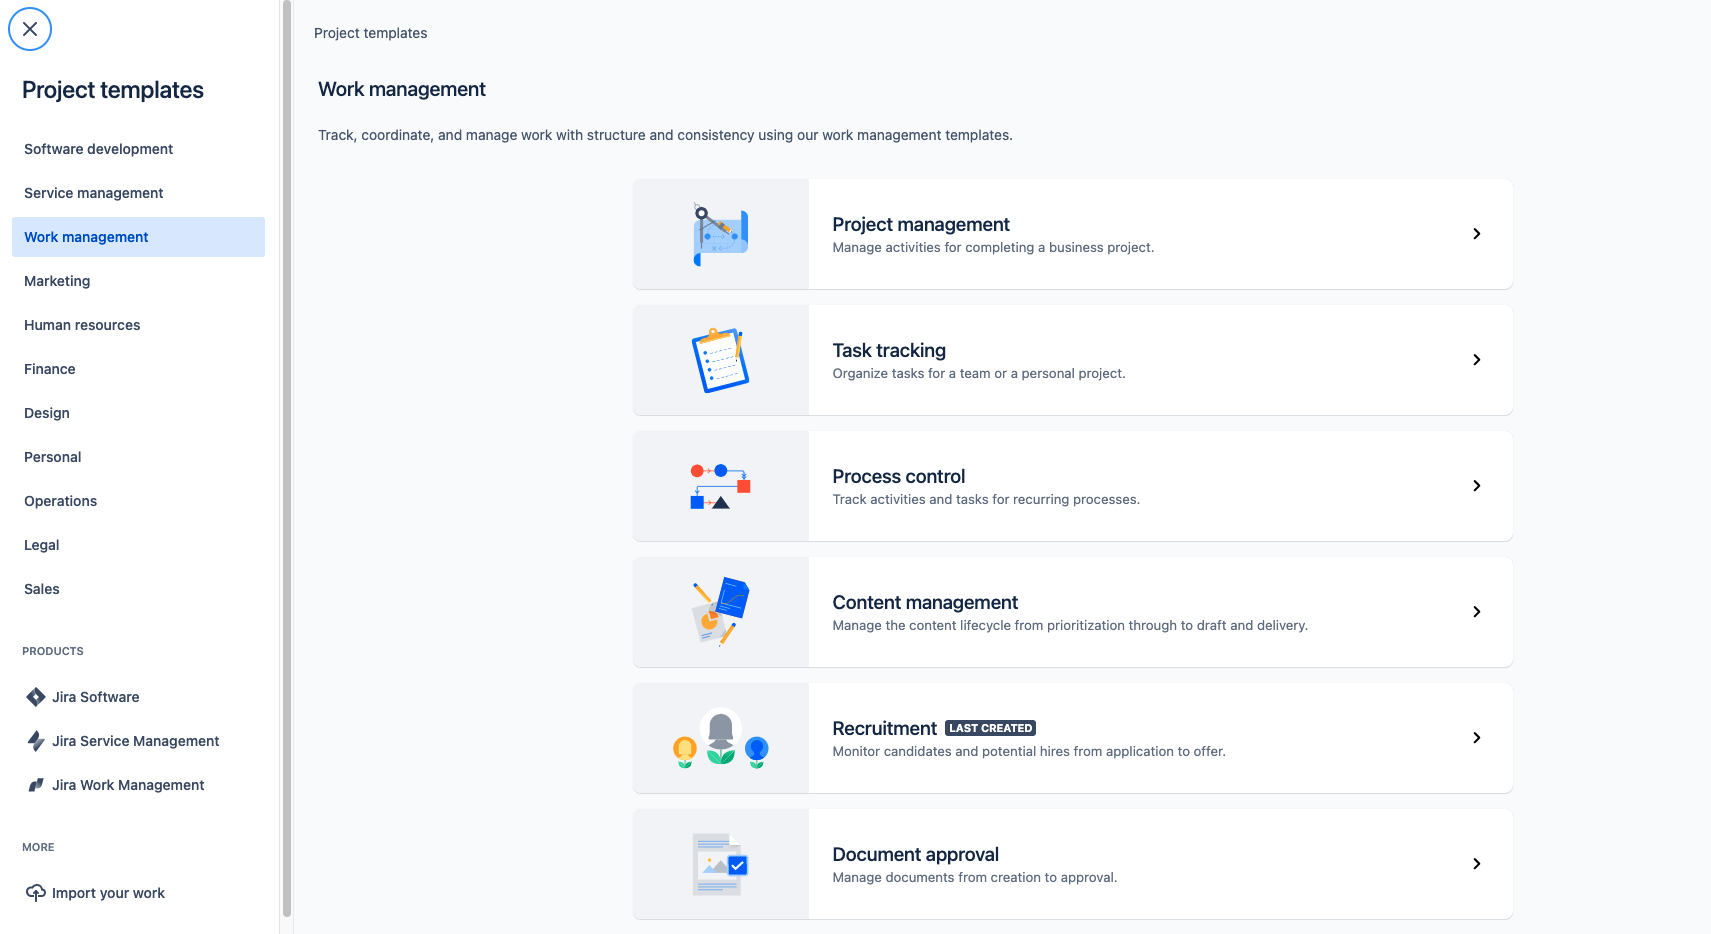 Project templates
Software development
Service management
Work management
Marketing
Human resources
Finance
Design
Personal
Operations
Legal
Sales
PRODUCTS
Jira Software
Jira Service Management
Jira Work Management
MORE
Import your work
Project templates
Work management
Track, coordinate, and manage work with structure and consistency using our work management templates.
Project management
Manage activities for completing a business project.
Task tracking
Organize tasks for a team or a personal project.
Process control
Track activities and tasks for recurring processes.
Content management
Manage the content lifecycle from prioritization through to draft and delivery.
Recruitment LAST CREATED
Monitor candidates and potential hires from application to offer.
Document approval
Manage documents from creation to approval.